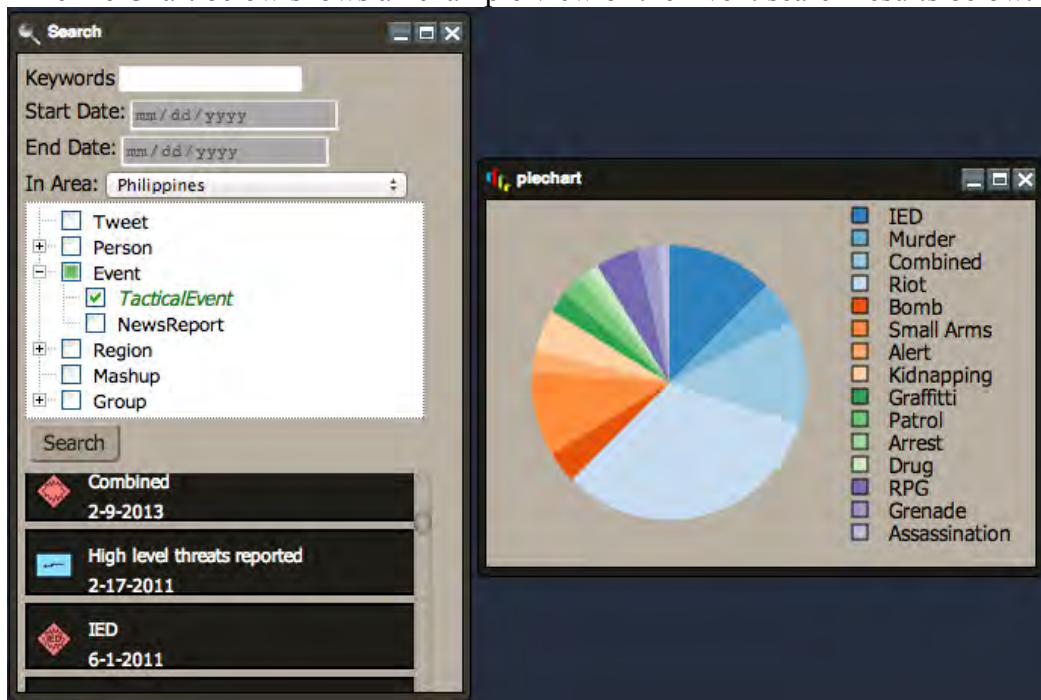 Search
Keywords
Start Date: mm/dd/yyyy
End Date: mm/dd/yyyy
In Area: Philippines
Tweet
Person
Event
TacticalEvent
NewsReport
Region
Mashup
Group
Search
Combined
2-9-2013
High level threats reported
2-17-2011
IED
IED
6-1-2011
piechart
IED
Murder
Combined
Riot
Bomb
Small Arms
Alert
Kidnapping
Graffitti
Patrol
Arrest
Drug
RPG
Grenade
Assassination